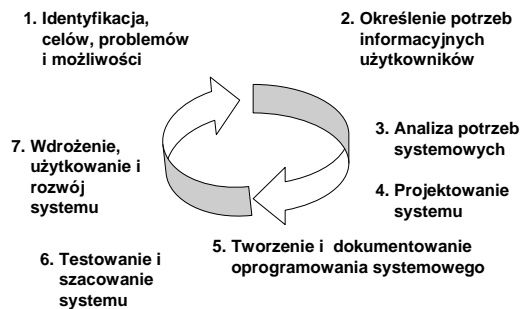 1. Identyfikacja,
celów, problemów
i możliwości
2. Określenie potrzeb
informacyjnych
użytkowników
3. Analiza potrzeb
systemowych
4. Projektowanie
systemu
5. Tworzenie i dokumentowanie
oprogramowania systemowego
6. Testowanie i
szacowanie
systemu
7. Wdrożenie,
użytkowanie i
rozwój
systemu